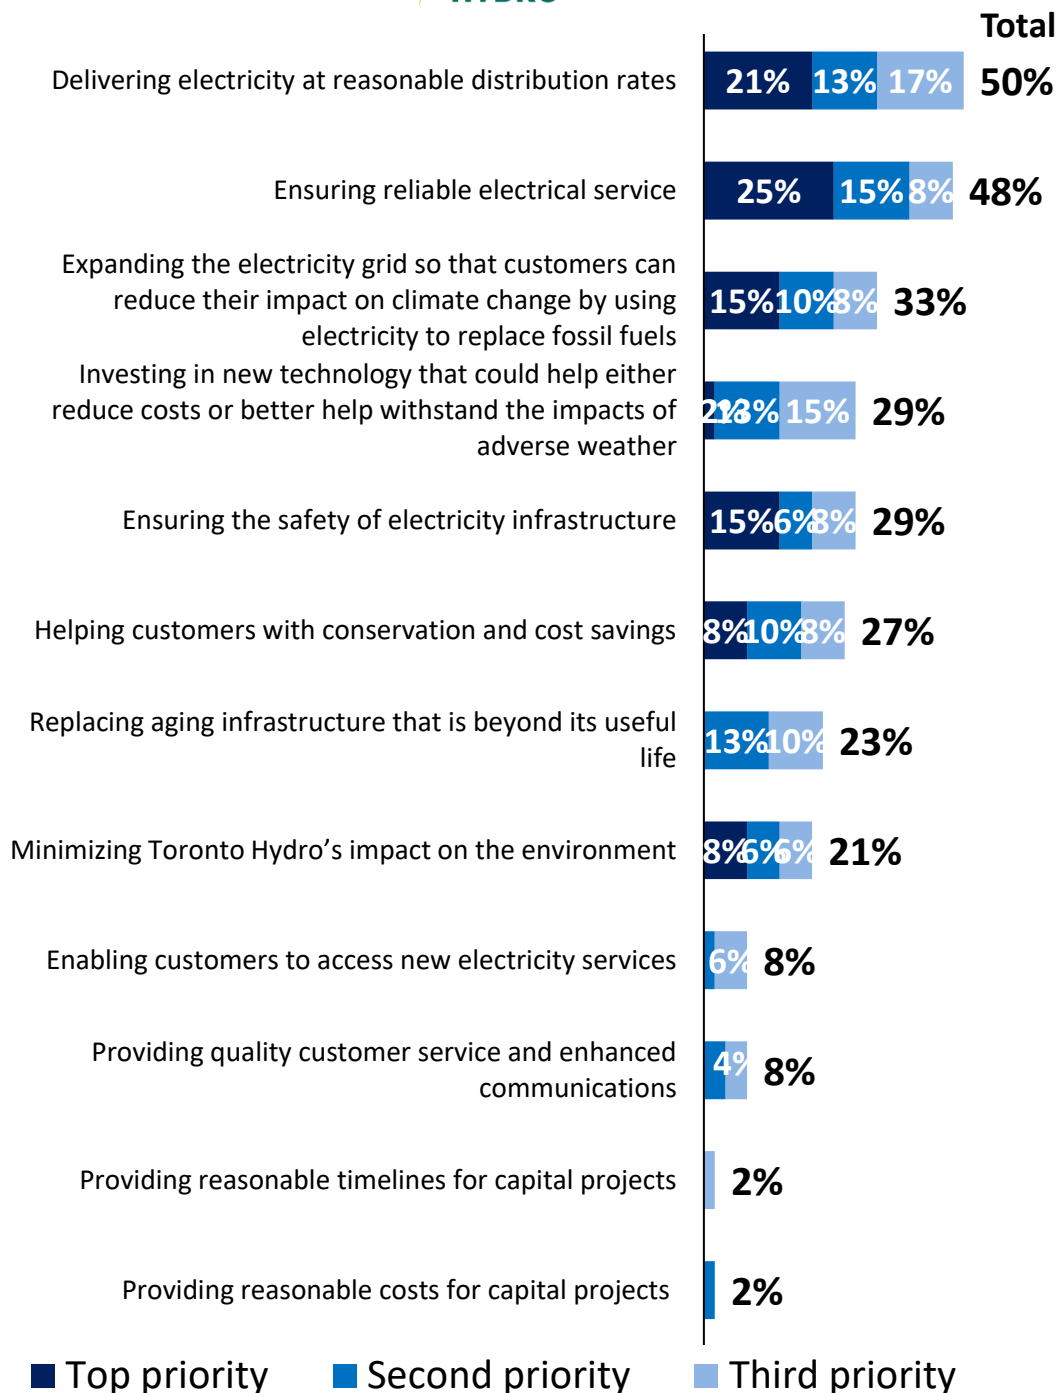 Total
Delivering electricity at reasonable distribution rates 21% 13% 17% 50%
Ensuring reliable electrical service 25% 15% 8% 48%
Expanding the electricity grid so that customers can
reduce their impact on climate change by using 15% 10% 8% 33%
electricity to replace fossil fuels
Investing in new technology that could help either
reduce costs or better help withstand the impacts of 2% 13% 15% 29%
adverse weather
Ensuring the safety of electricity infrastructure 15% 6% 8% 29%
Helping customers with conservation and cost savings 8% 10% 8% 27%
Replacing aging infrastructure that is beyond its useful
life 13% 10% 23%
Minimizing Toronto Hydro’s impact on the environment 8% 6% 6% 21%
Enabling customers to access new electricity services 6% 8%
Providing quality customer service and enhanced
communications 4% 8%
Providing reasonable timelines for capital projects 2%
Providing reasonable costs for capital projects 2%
Top priority Second priority Third priority